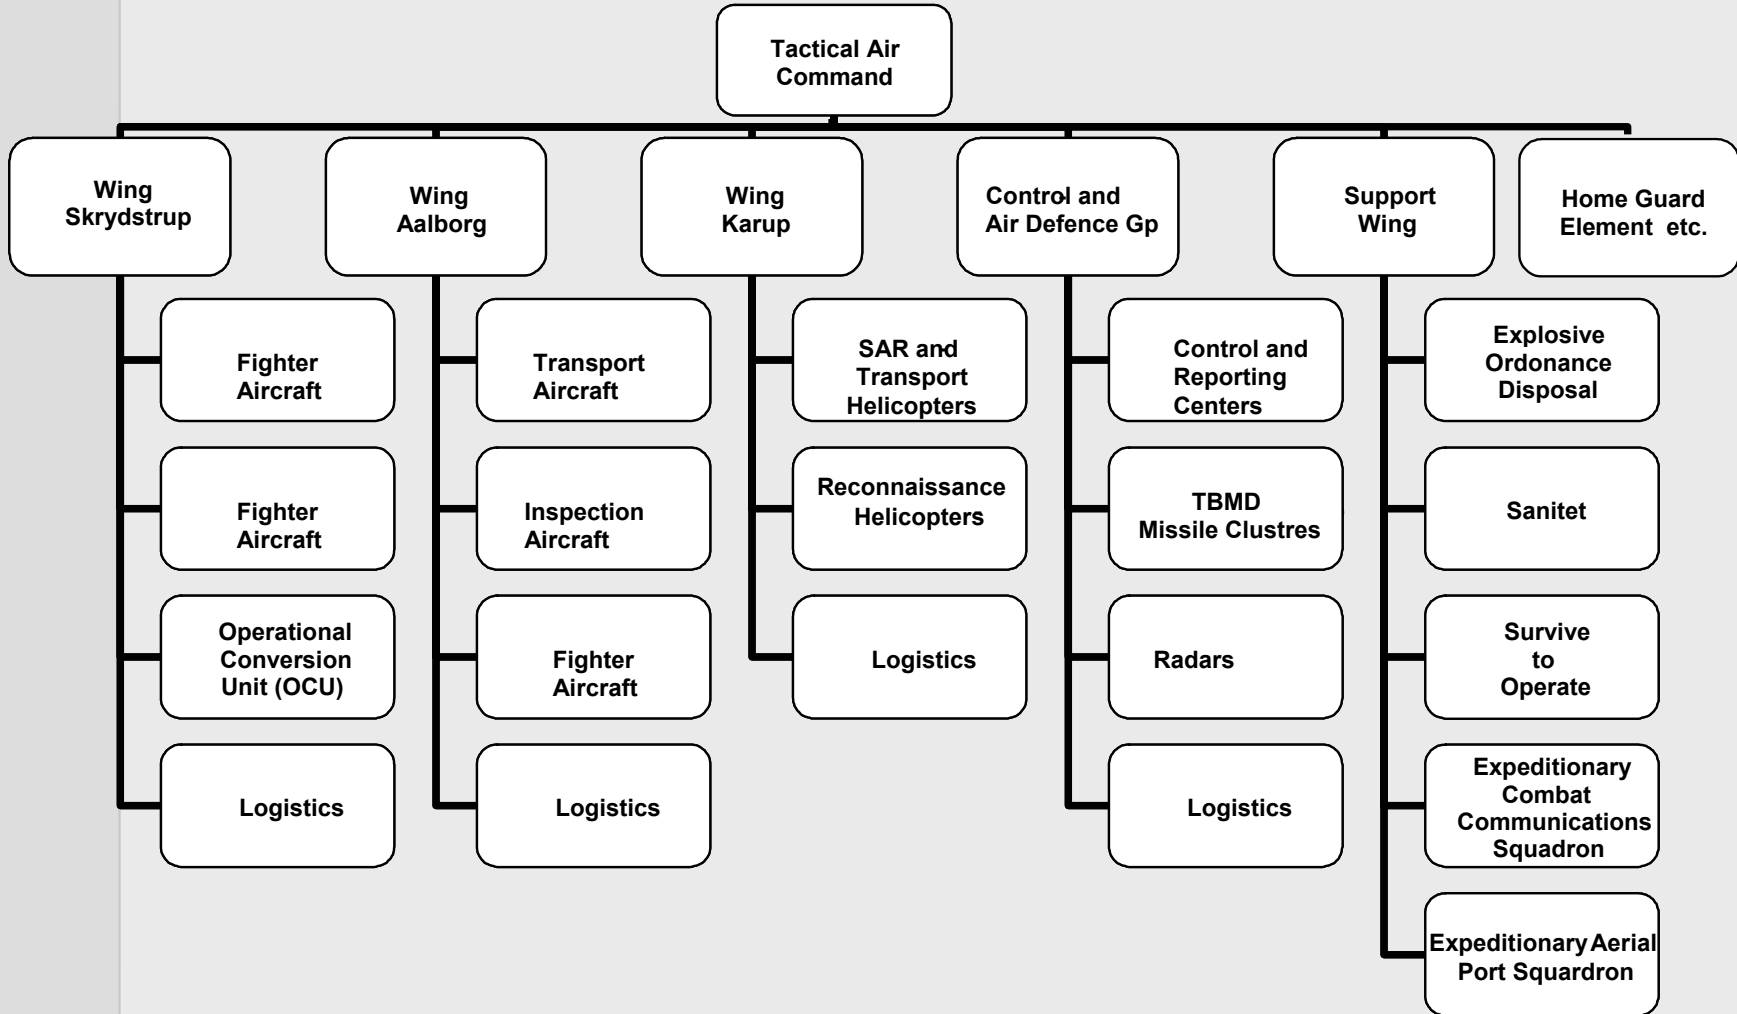 Tactical Air
Command
Wing
Skrydstrup
Wing
Aalborg
Wing
Karup
Control and
Air Defence Gp
Support
Wing
Home Guard
Element etc.
Fighter
Aircraft
Fighter
Aircraft
Operational
Conversion
Unit (OCU)
Logistics
Transport
Aircraft
Inspection
Aircraft
Fighter
Aircraft
Logistics
SAR and
Transport
Helicopters
Reconnaissance
Helicopters
Logistics
Control and
Reporting
Centers
TBMD
Missile Clustres
Radars
Logistics
Explosive
Ordonance
Disposal
Sanitet
Survive
to
Operate
Expeditionary
Combat
Communications
Squadron
Expeditionary Aerial
Port Squardron